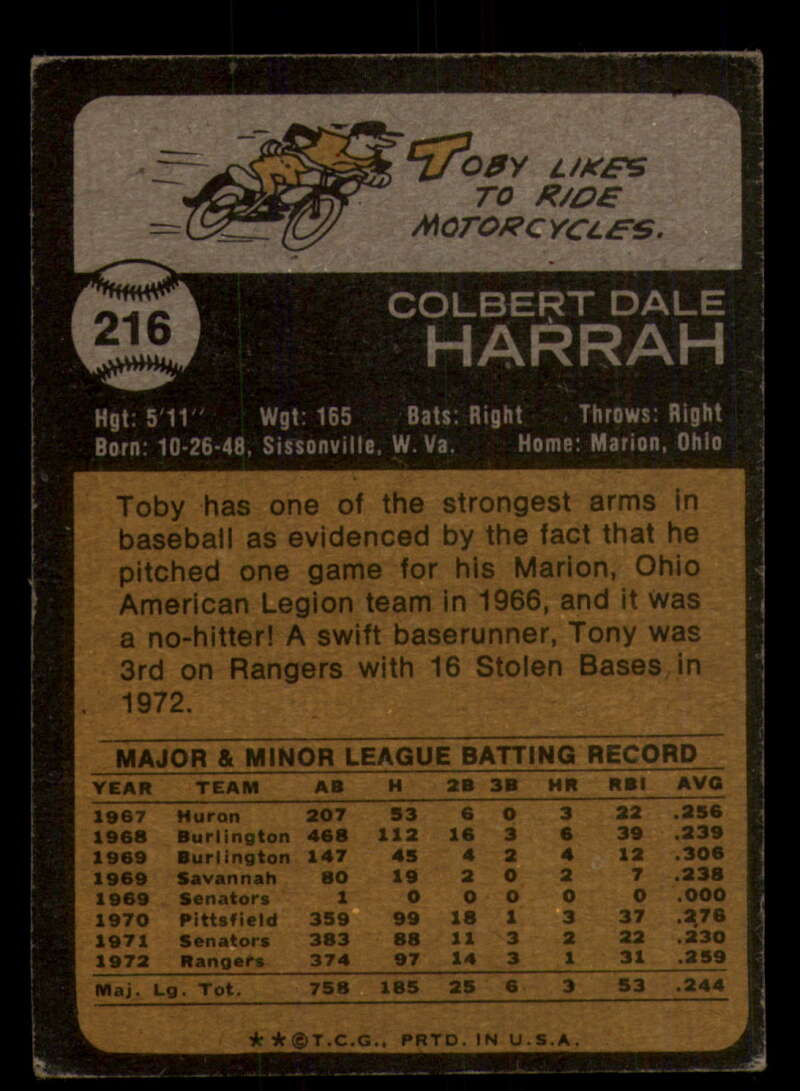 TOBY LIKES
TO RIDE
MOTORCYCLES.
216
COLBERT DALE
HARRAH
Hgt: 5'11" Wgt: 165 Bats: Right Throws: Right
Born: 10-26-48, Sissonville, W. Va. Home: Marion, Ohio
Toby has one of the strongest arms in
baseball as evidenced by the fact that he
pitched one game for his Marion, Ohio
American Legion team in 1966, and it was
a no-hitter! A swift baserunner, Tony was
3rd on Rangers with 16 Stolen Bases in
1972.
MAJOR & MINOR LEAGUE BATTING RECORD
YEAR TEAM AB H 2B 3B HR RBI AVG
1967 Huron 207 53 6 0 3 22 .256
1968 Burlington 468 112 16 3 6 39 .239
1969 Burlington 147 45 4 2 4 12 .306
1969 Savannah 80 19 2 0 2 7 .238
1969 Senators 1 0 0 0 0 0 .000
1970 Pittsfield 359 99 18 1 3 37 .276
1971 Senators 383 88 11 3 2 22 .230
1972 Rangers 374 97 14 3 1 31 .259
Maj. Lg. Tot. 758 185 25 6 3 53 .244
★★©T.C.G., PRTD. IN U.S.A.